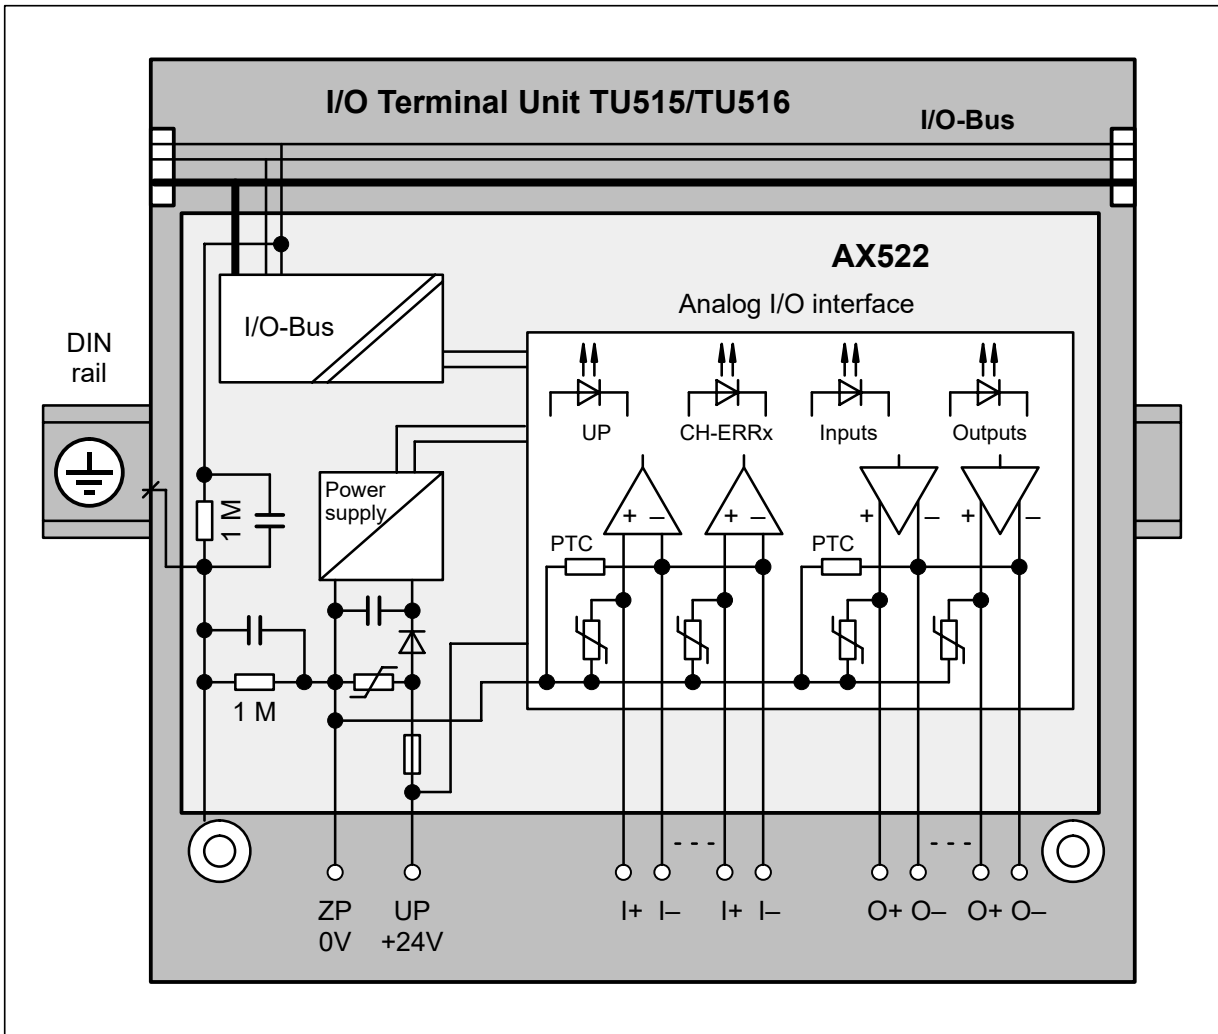 I/O Terminal Unit TU515/TU516
I/O-Bus
AX522
Analog I/O interface
I/O-Bus
DIN
rail
UP
CH-ERRx
Inputs
Outputs
Power
supply
1 M
+
–
+
–
+
–
+
–
PTC
PTC
1 M
- - -
- - -
ZP
0V
UP
+24V
I+ I–
I+ I–
O+ O–
O+ O–